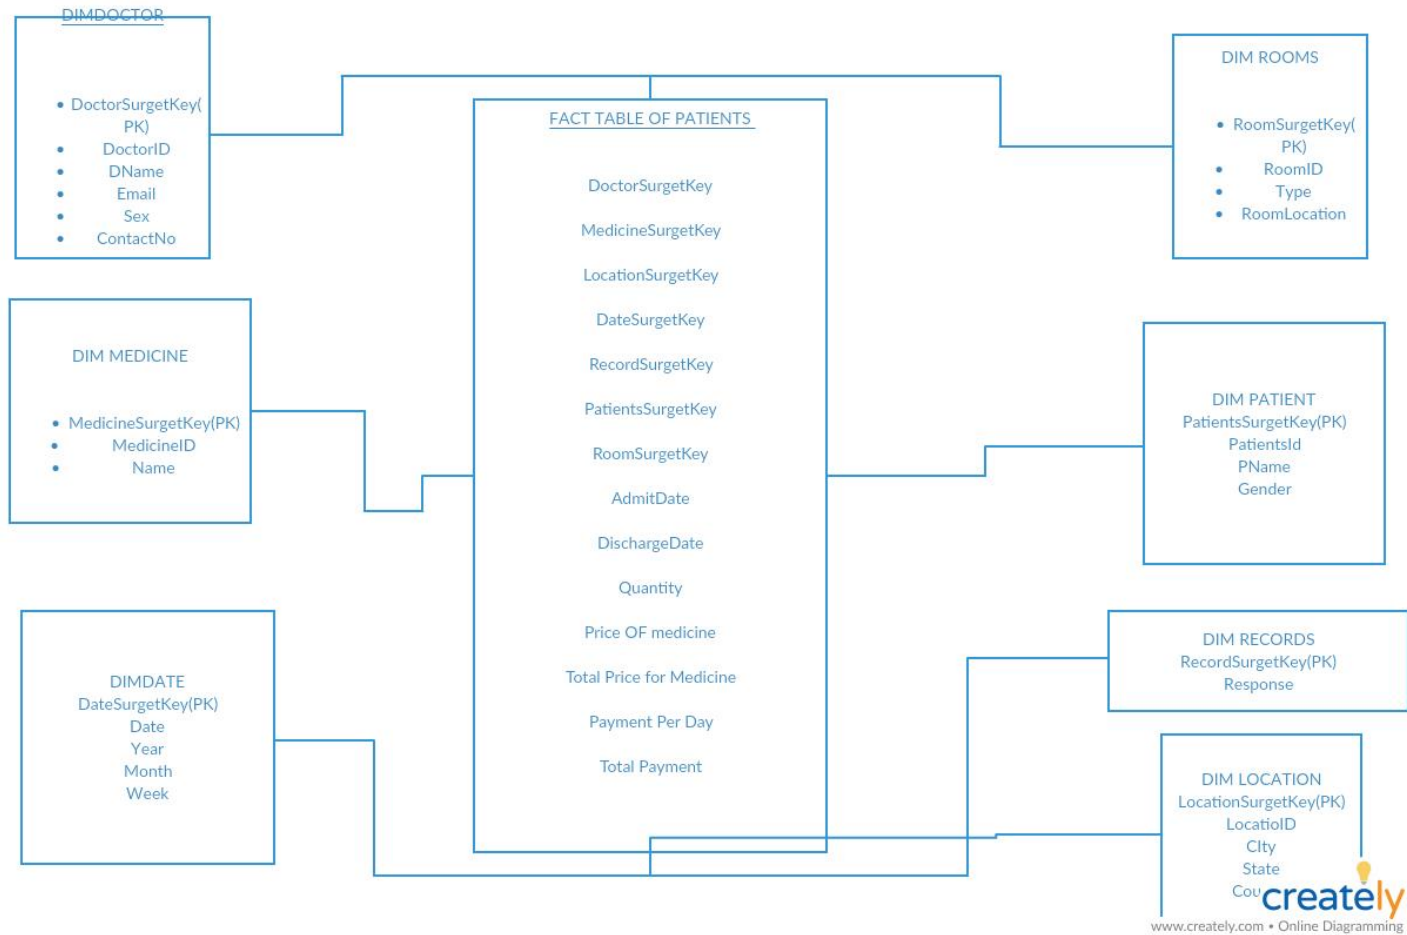 DIMDOCTOR
DoctorSurgetKey(
PK)
DoctorID
DName
Email
Sex
ContactNo
DIM ROOMS
RoomSurgetKey(
PK)
RoomID
Type
RoomLocation
FACT TABLE OF PATIENTS
DoctorSurgetKey
MedicineSurgetKey
LocationSurgetKey
DateSurgetKey
RecordSurgetKey
PatientsSurgetKey
RoomSurgetKey
AdmitDate
DischargeDate
Quantity
Price OF medicine
Total Price for Medicine
Payment Per Day
Total Payment
DIM MEDICINE
MedicineSurgetKey(PK)
MedicineID
Name
DIM PATIENT
PatientsSurgetKey(PK)
PatientsId
PName
Gender
DIMDATE
DateSurgetKey(PK)
Date
Year
Month
Week
DIM RECORDS
RecordSurgetKey(PK)
Response
DIM LOCATION
LocationSurgetKey(PK)
LocatioID
CIty
State
creately
www.creately.com • Online Diagramming